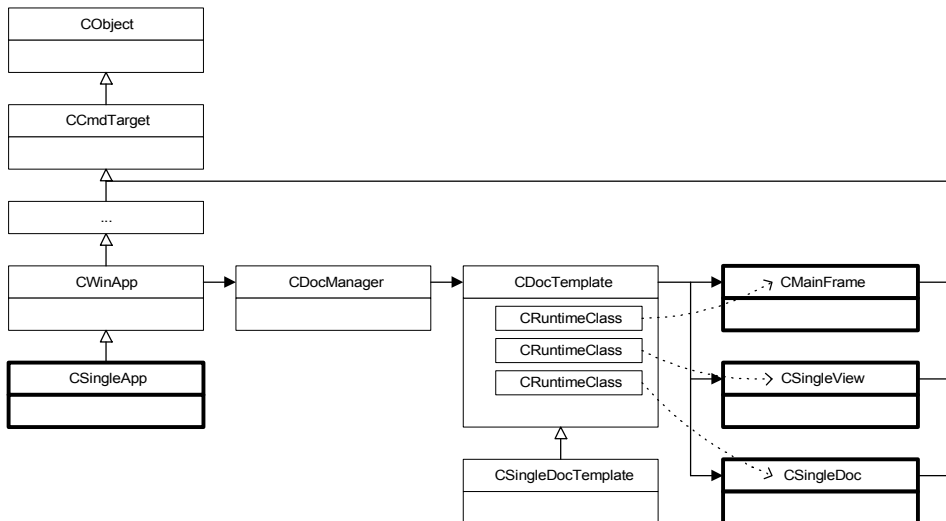 CObject
CCmdTarget
...
CWinApp
CDocManager
CDocTemplate
CMainFrame
CRuntimeClass
CRuntimeClass
CRuntimeClass
CSingleApp
CSingleView
CSingleDocTemplate
CSingleDoc